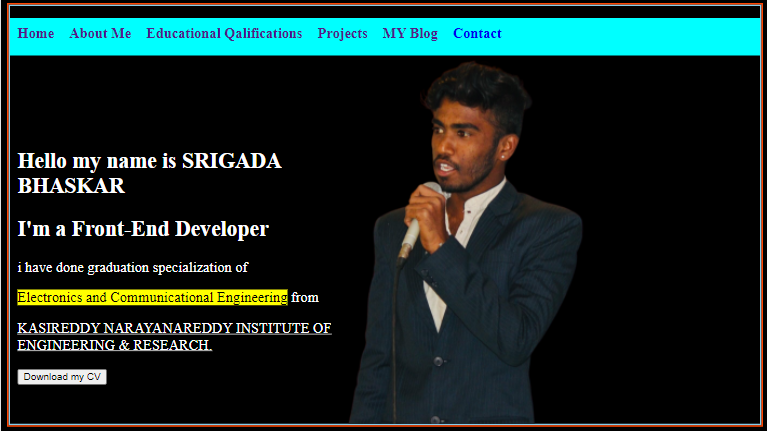 Home About Me Educational Qalifications Projects MY Blog Contact
Hello my name is SRIGADA
BHASKAR
I'm a Front-End Developer
i have done graduation specialization of
Electronics and Communicational Engineering from
KASIREDDY NARAYANAREDDY INSTITUTE OF
ENGINEERING & RESEARCH.
Download my CV